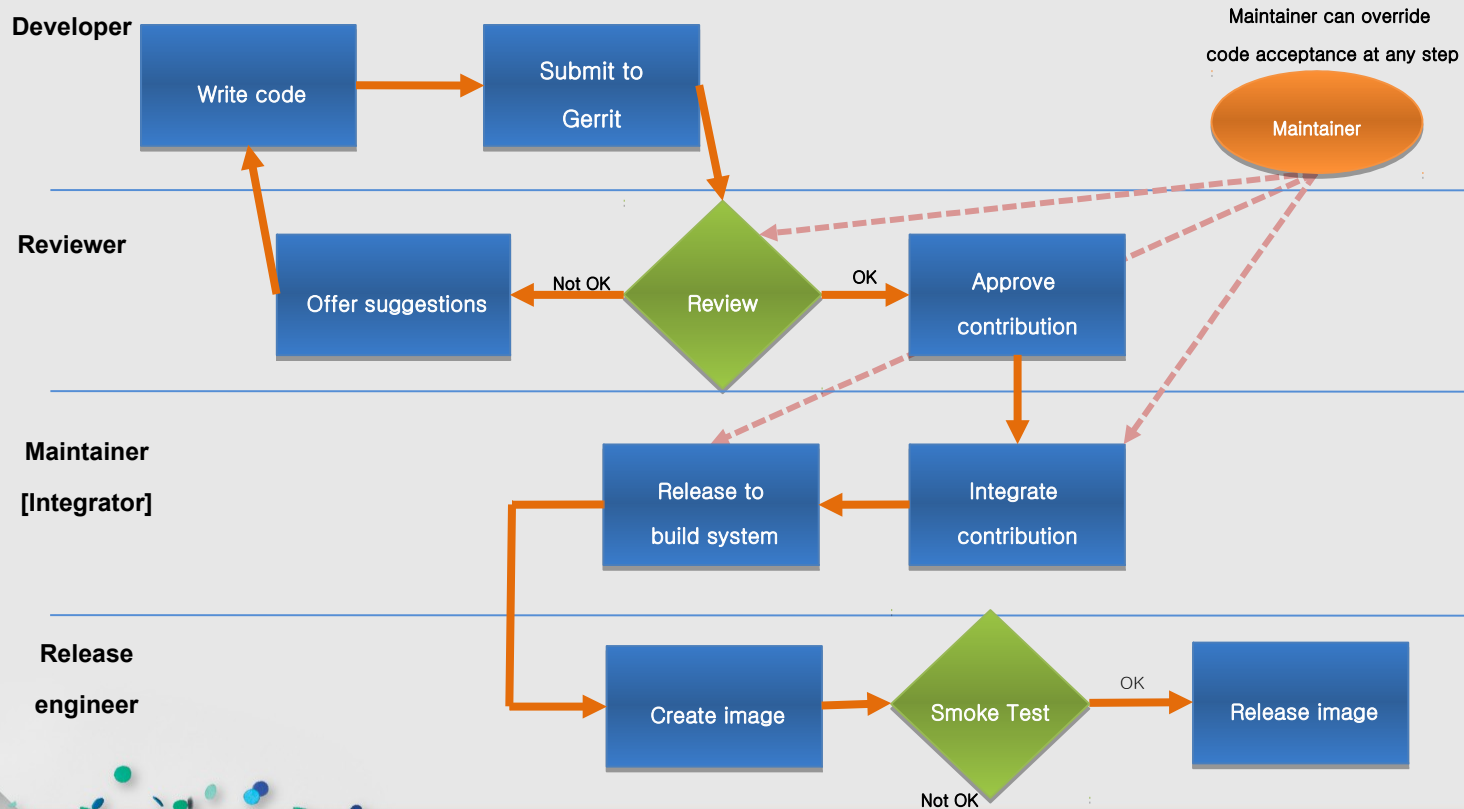 Developer
Write code
Submit to
Gerrit
Maintainer can override
code acceptance at any step
Maintainer
Reviewer
Offer suggestions
Not OK
Review
OK
Approve
contribution
Maintainer
[Integrator]
Release to
build system
Integrate
contribution
Release
engineer
Create image
Smoke Test
OK
Release image
Not OK